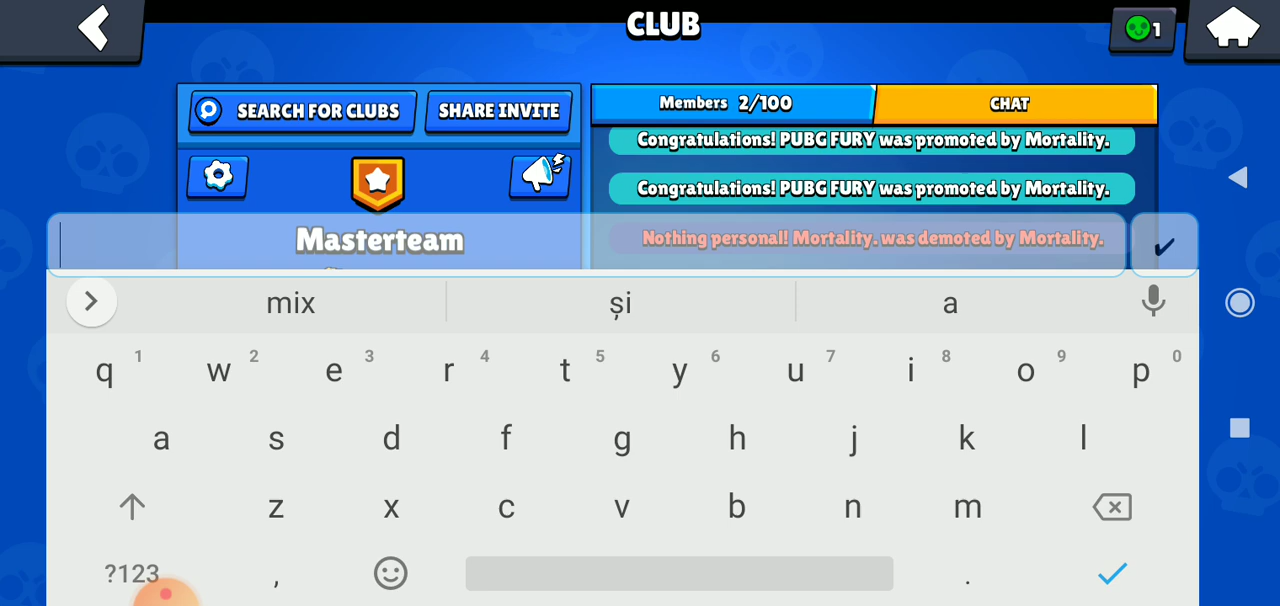 CLUB
1
SEARCH FOR CLUBS
SHARE INVITE
Members 2/100
CHAT
Congratulations! PUBG FURY was promoted by Mortality.
Congratulations! PUBG FURY was promoted by Mortality.
Masterteam
Nothing personal! Mortality. was demoted by Mortality.
mix și a
q 1 w 2 e 3 r 4 t 5 y 6 u 7 i 8 o 9 p 0
a s d f g h j k l
z x c v b n m
?123 , .